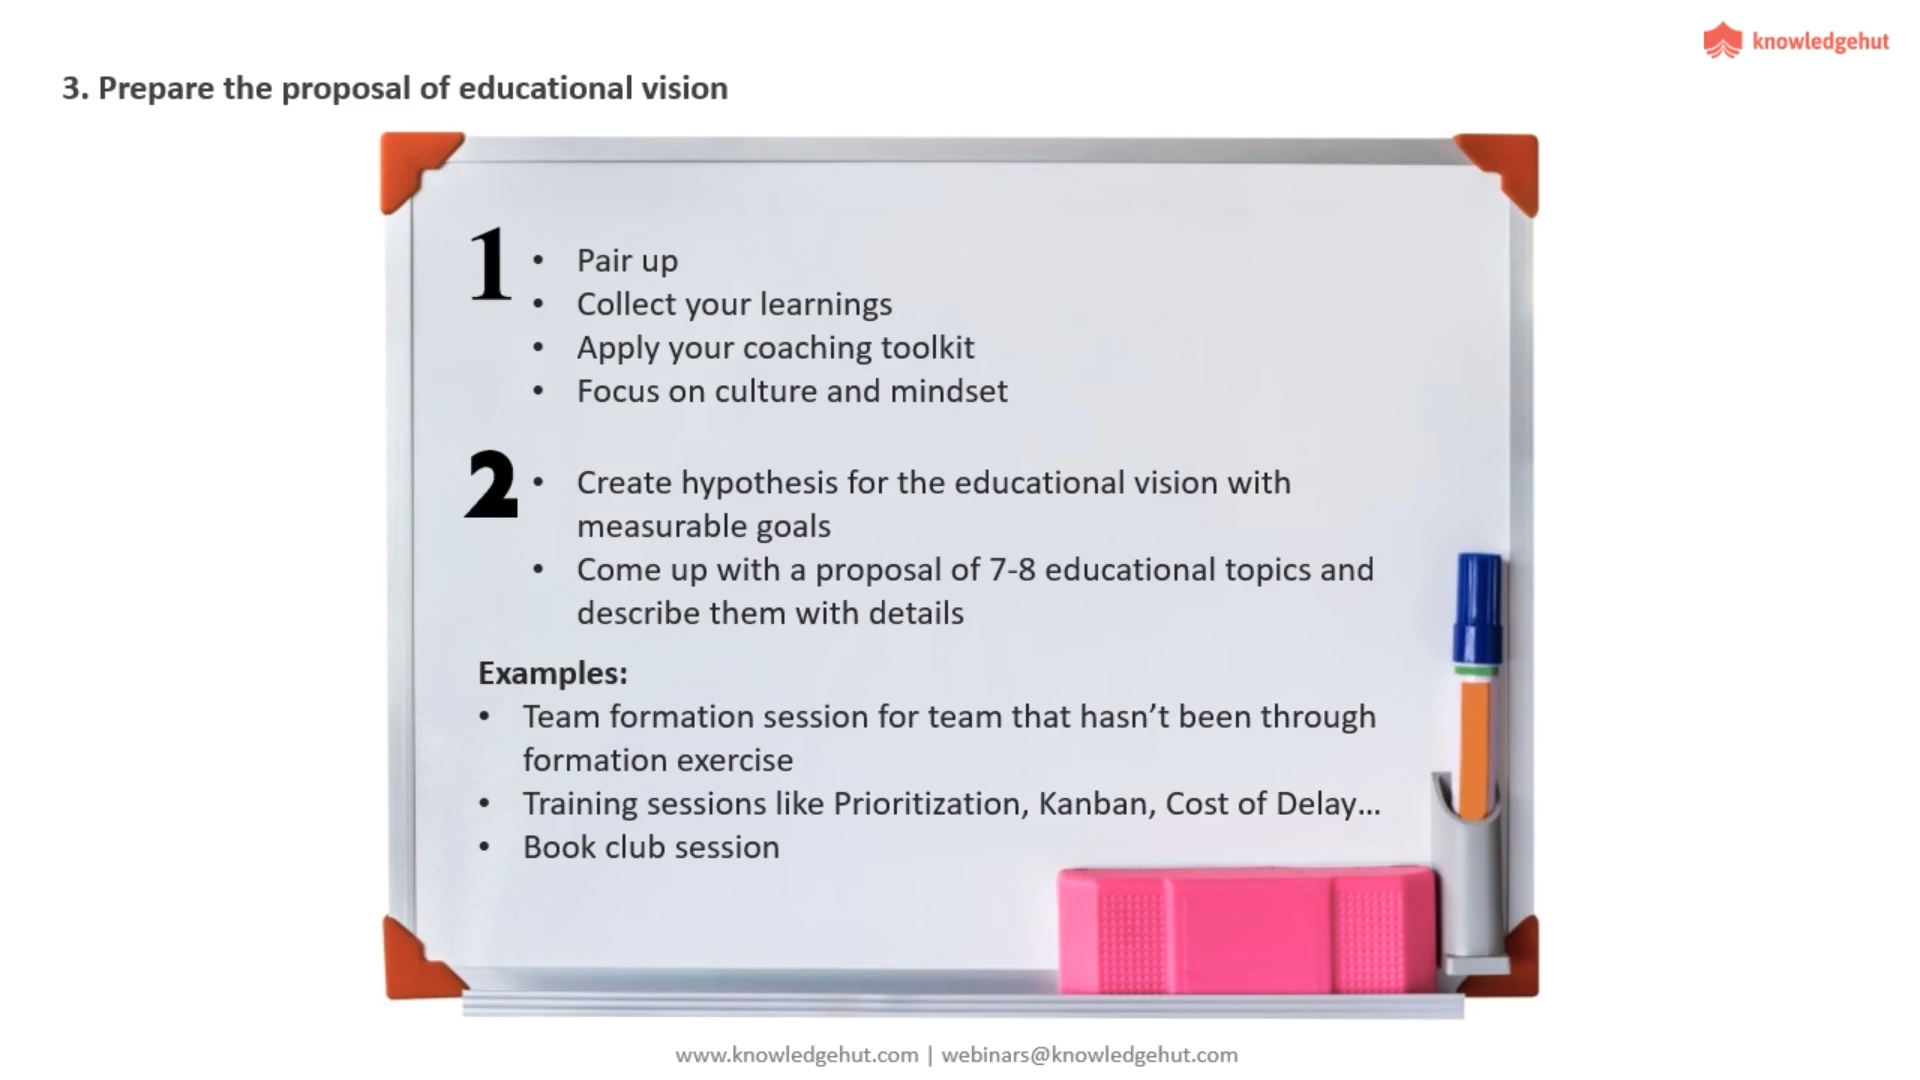 knowledgehut
3. Prepare the proposal of educational vision
1
• Pair up
• Collect your learnings
• Apply your coaching toolkit
• Focus on culture and mindset
2
• Create hypothesis for the educational vision with
measurable goals
• Come up with a proposal of 7-8 educational topics and
describe them with details
Examples:
• Team formation session for team that hasn’t been through
formation exercise
• Training sessions like Prioritization, Kanban, Cost of Delay…
• Book club session
www.knowledgehut.com | webinars@knowledgehut.com